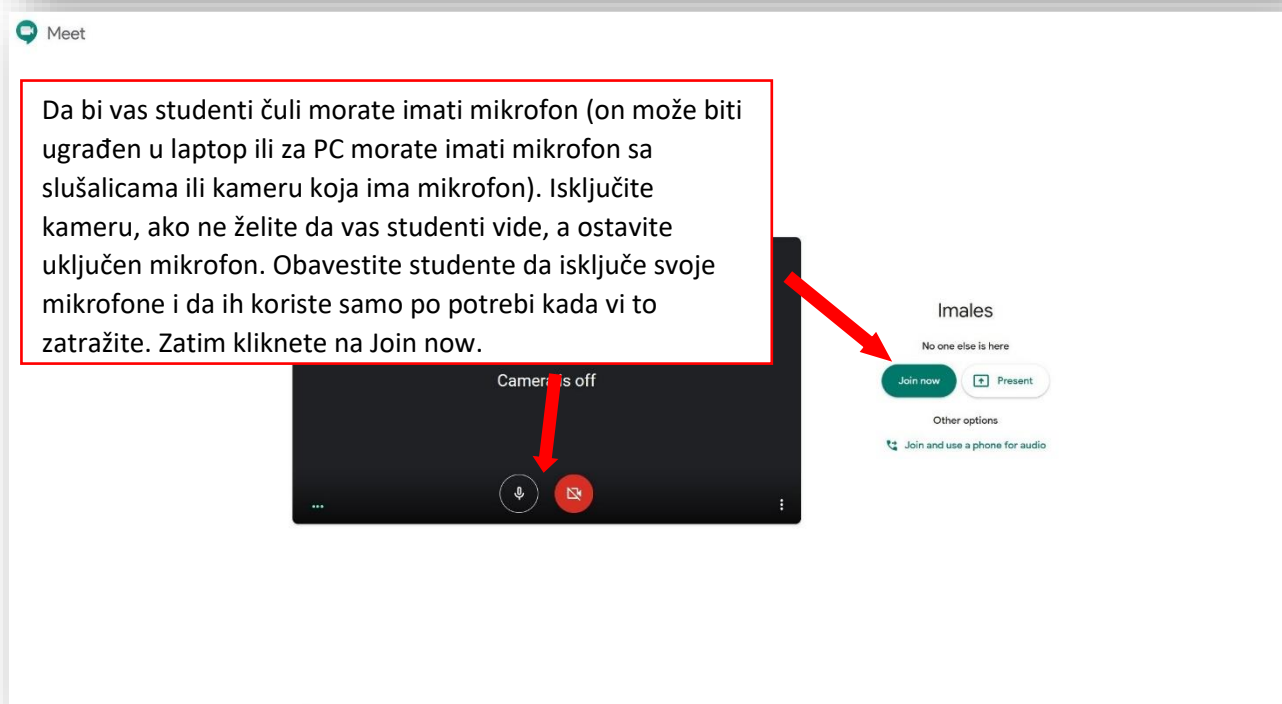 Meet
Da bi vas studenti čuli morate imati mikrofon (on može biti
ugrađen u laptop ili za PC morate imati mikrofon sa
slušalicama ili kameru koja ima mikrofon). Isključite
kameru, ako ne želite da vas studenti vide, a ostavite
uključen mikrofon. Obavestite studente da isključe svoje
mikrofone i da ih koriste samo po potrebi kada vi to
zatražite. Zatim kliknete na Join now.
Camera is off
Imales
No one else is here
Join now
Present
Other options
Join and use a phone for audio